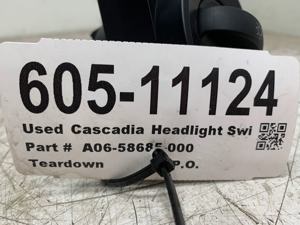 605-11124
Used Cascadia Headlight Swi
Part # A06-58685-000
Teardown P.O.